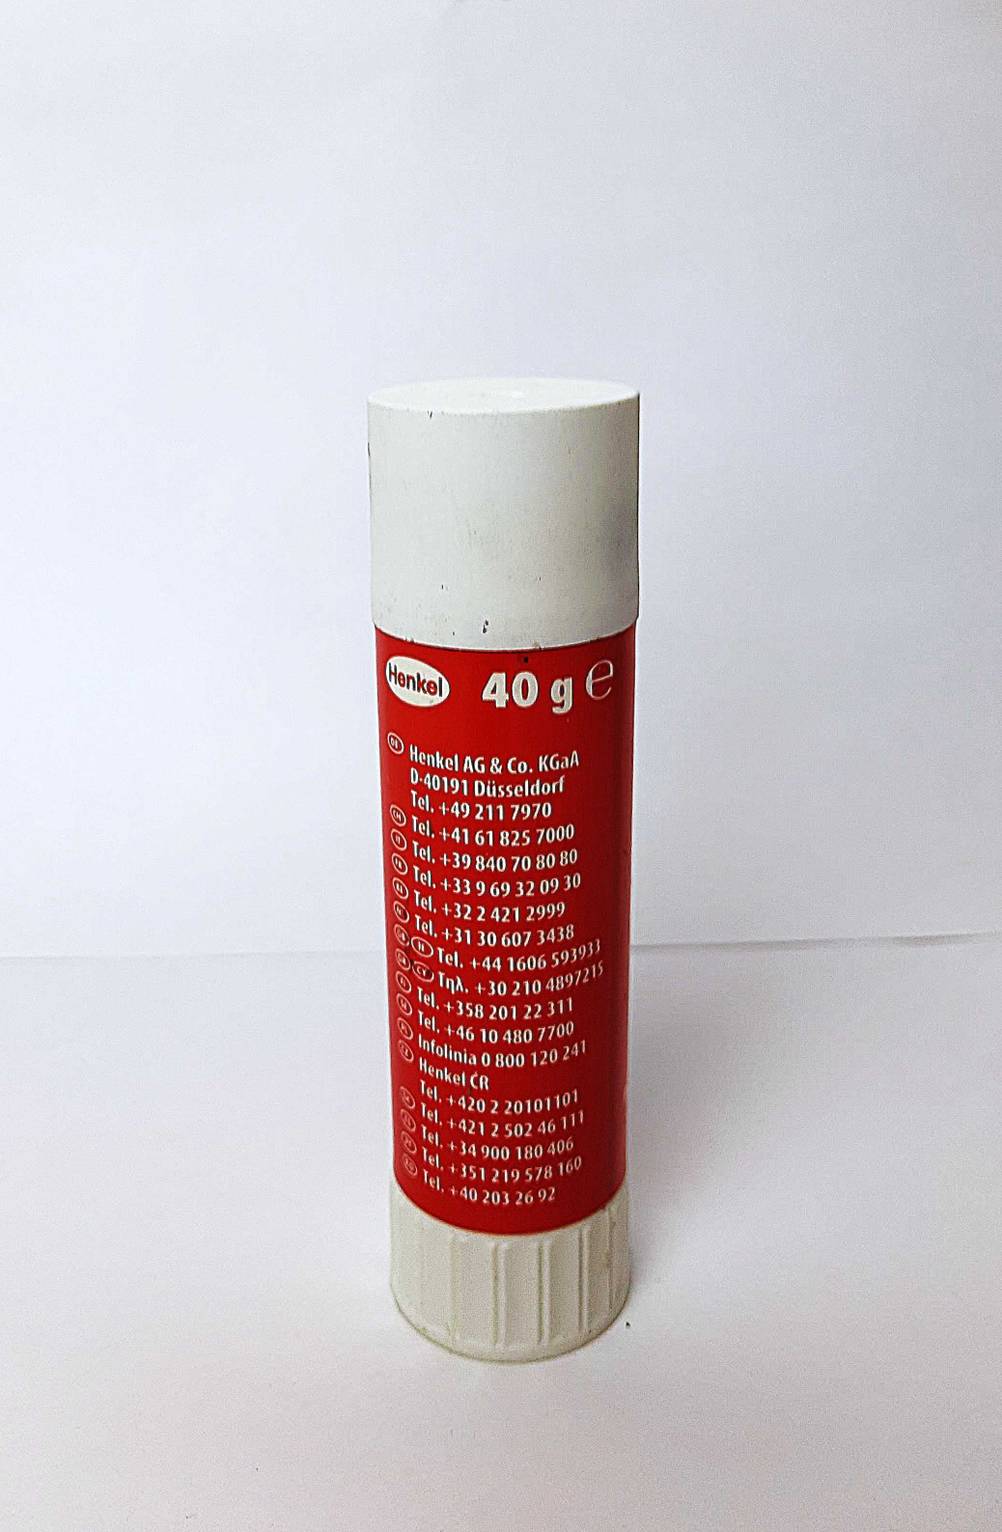 Henkel 40 g ℮
DE Henkel AG & Co. KGaA
D-40191 Düsseldorf
Tel. +49 211 7970
CH Tel. +41 61 825 7000
IT Tel. +39 840 70 80 80
Tel. +33 9 69 32 09 30
Tel. +32 2 421 2999
Tel. +31 30 607 3438
Tel. +44 1606 593933
CY Τηλ. +30 210 4897215
Tel. +358 201 22 311
Tel. +46 10 480 7700
Infolinia 0 800 120 241
Henkel ČR
Tel. +420 2 20101101
Tel. +421 2 502 46 111
Tel. +34 900 180 406
Tel. +351 219 578 160
Tel. +40 203 26 92